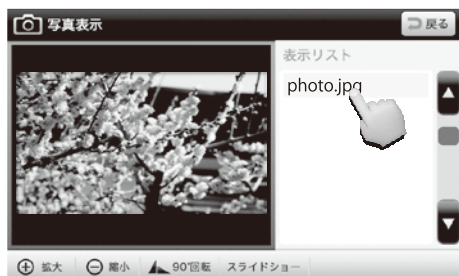 写真表示
戻る
表示リスト
photo.jpg
拡大
縮小
90°回転
スライドショー